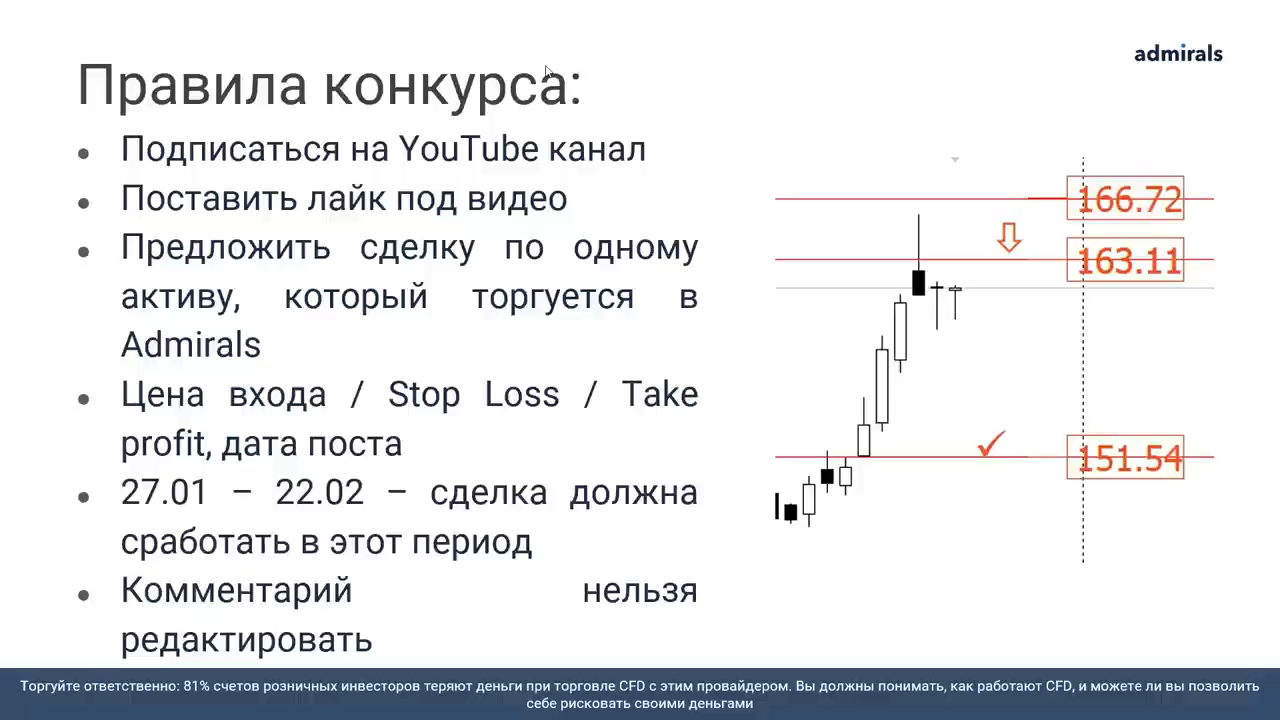 admirals
Правила конкурса:
● Подписаться на YouTube канал
● Поставить лайк под видео
● Предложить сделку по одному
активу, который торгуется в
Admirals
● Цена входа / Stop Loss / Take
profit, дата поста
● 27.01 – 22.02 – сделка должна
сработать в этот период
● Комментарий нельзя
редактировать
166.72
163.11
151.54
Торгуйте ответственно: 81% счетов розничных инвесторов теряют деньги при торговле CFD с этим провайдером. Вы должны понимать, как работают CFD, и можете ли вы позволить
себе рисковать своими деньгами